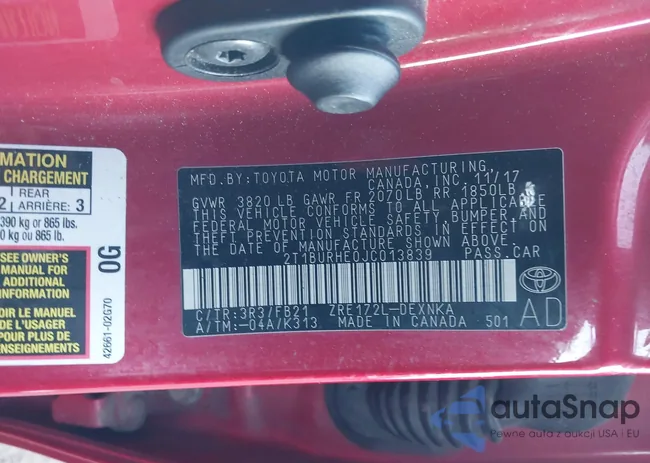 MATION
CHARGEMENT
2 REAR ARRIÈRE: 3
390 kg or 865 lbs.
0 kg ou 865 lb.
SEE OWNER'S
MANUAL FOR
ADDITIONAL
INFORMATION
OIR LE MANUEL
DE L'USAGER
POUR PLUS DE
ENSEIGNEMENTS
0G
42661-02G70
MFD.BY:TOYOTA MOTOR MANUFACTURING
CANADA, INC. 11/17
GVWR 3820 LB GAWR FR 2070LB RR 1850LB
THIS VEHICLE CONFORMS TO ALL APPLICABLE
FEDERAL MOTOR VEHICLE SAFETY, BUMPER, AND
THEFT PREVENTION STANDARDS IN EFFECT ON
THE DATE OF MANUFACTURE SHOWN ABOVE.
2T1BURHE0JC013839 PASS.CAR
C/TR:3R3/FB21 ZRE172L-DEXNKA
A/TM:-04A/K313 MADE IN CANADA 501
TOYOTA
AD
autoSnap
Pewne auta z aukcji USA i EU